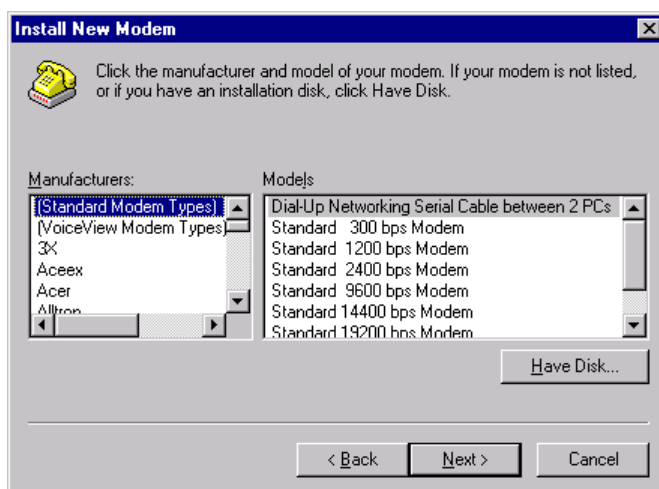 Install New Modem
Click the manufacturer and model of your modem. If your modem is not listed,
or if you have an installation disk, click Have Disk.
Manufacturers:
Models
(Standard Modem Types)
(VoiceView Modem Types)
3X
Aceex
Acer
Alltron
Dial-Up Networking Serial Cable between 2 PCs
Standard   300 bps Modem
Standard  1200 bps Modem
Standard  2400 bps Modem
Standard  9600 bps Modem
Standard 14400 bps Modem
Standard 19200 bps Modem
Have Disk...
< Back
Next >
Cancel